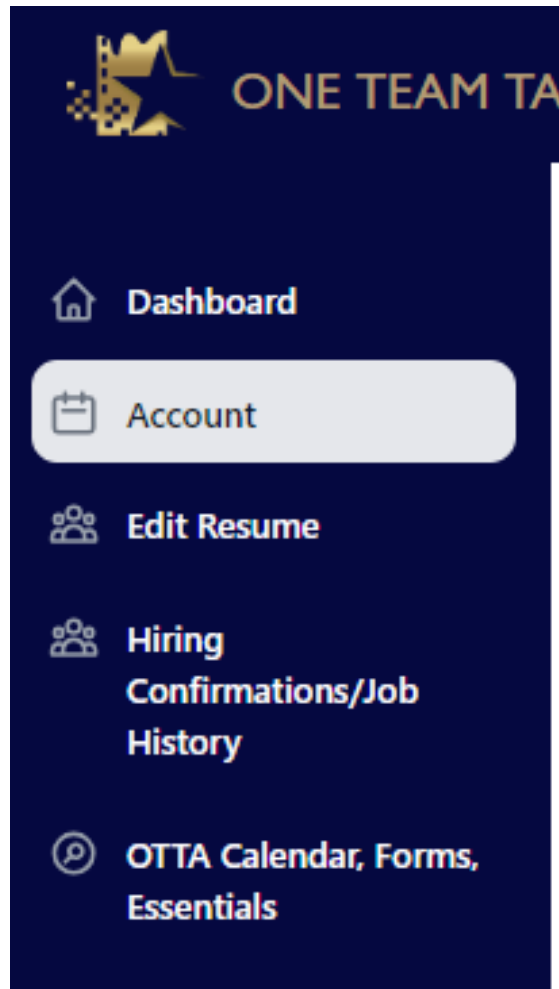 ONE TEAM TA
Dashboard
Account
Edit Resume
Hiring
Confirmations/Job
History
OTTA Calendar, Forms,
Essentials